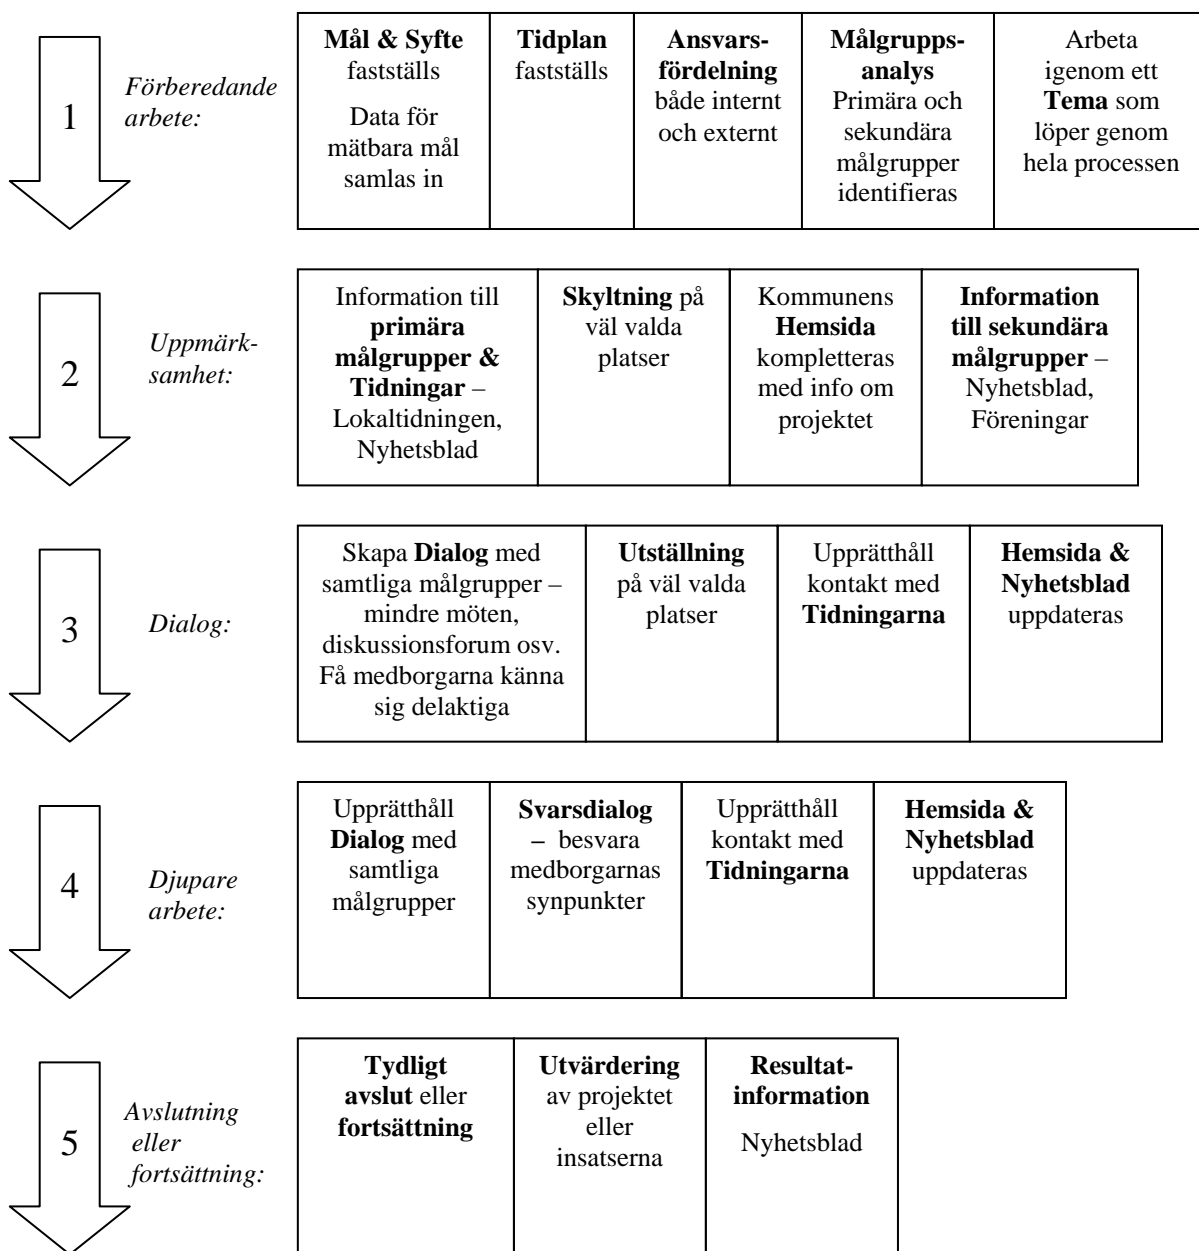 1
Förberedande
arbete:
Mål & Syfte
fastställs
Data för
mätbara mål
samlas in
Tidplan
fastställs
Ansvars-
fördelning
både internt
och externt
Målgrupps-
analys
Primära och
sekundära
målgrupper
identifieras
Arbeta
igenom ett
Tema som
löper genom
hela processen
2
Uppmärk-
samhet:
Information till
primära
målgrupper &
Tidningar –
Lokaltidningen,
Nyhetsblad
Skyltning på
väl valda
platser
Kommunens
Hemsida
kompletteras
med info om
projektet
Information
till sekundära
målgrupper –
Nyhetsblad,
Föreningar
3
Dialog:
Skapa Dialog med
samtliga målgrupper –
mindre möten,
diskussionsforum osv.
Få medborgarna känna
sig delaktiga
Utställning
på väl valda
platser
Upprätthåll
kontakt med
Tidningarna
Hemsida &
Nyhetsblad
uppdateras
4
Djupare
arbete:
Upprätthåll
Dialog med
samtliga
målgrupper
Svarsdialog
– besvara
medborgarnas
synpunkter
Upprätthåll
kontakt med
Tidningarna
Hemsida &
Nyhetsblad
uppdateras
5
Avslutning
eller
fortsättning:
Tydligt
avslut eller
fortsättning
Utvärdering
av projektet
eller
insatserna
Resultat-
information
Nyhetsblad